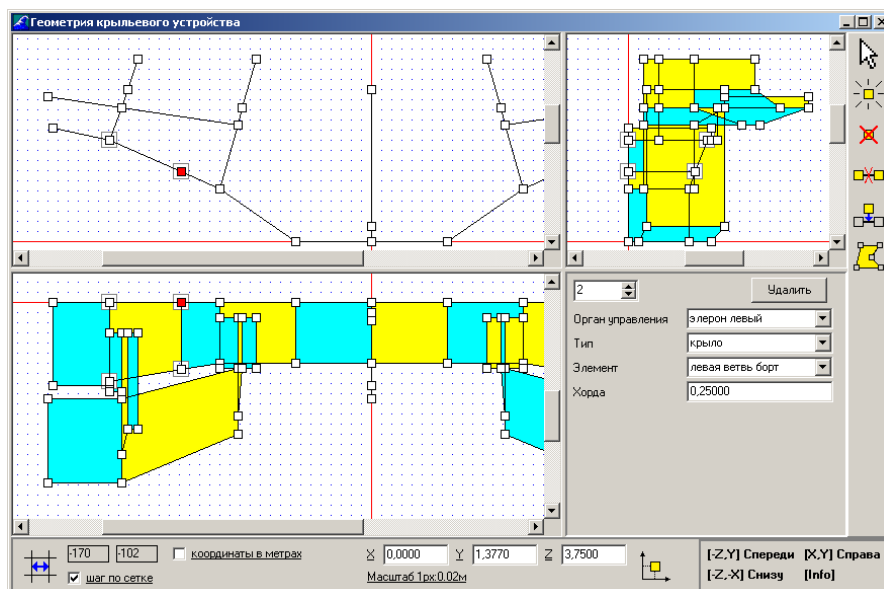 Геометрия крыльевого устройства
2 Удалить
Орган управления элерон левый
Тип крыло
Элемент левая ветвь борт
Хорда 0,25000
-170 -102 координаты в метрах X 0,0000 Y 1,3770 Z 3,7500
шаг по сетке Масштаб 1px:0.02м
[-Z,Y] Спереди [X,Y] Справа
[-Z,-X] Снизу [Info]